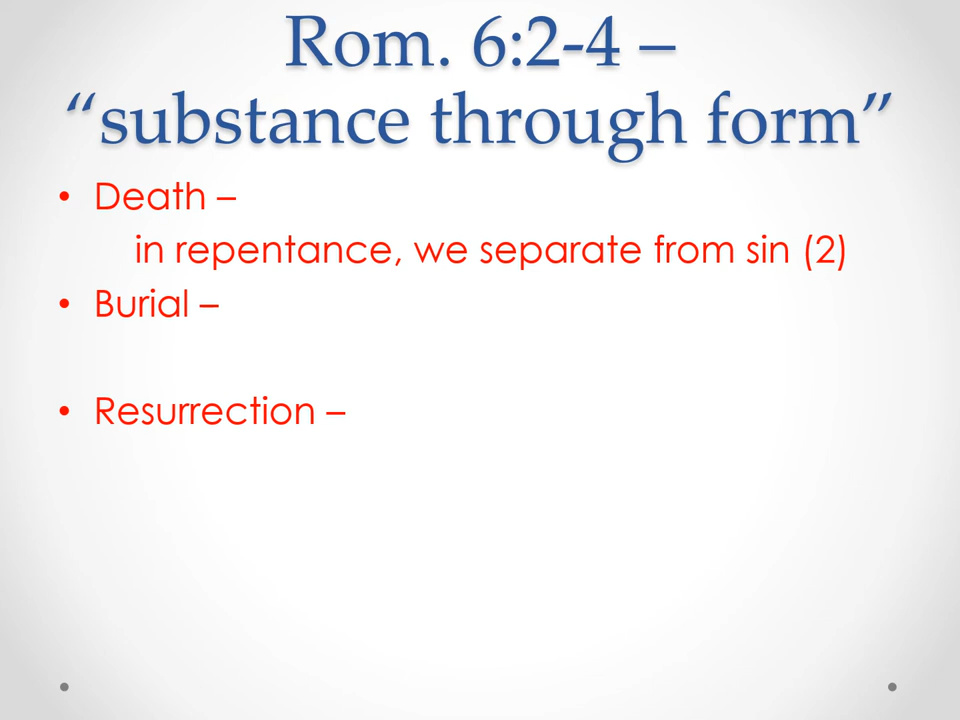 Rom. 6:2-4 –
“substance through form”
• Death –
in repentance, we separate from sin (2)
• Burial –
• Resurrection –